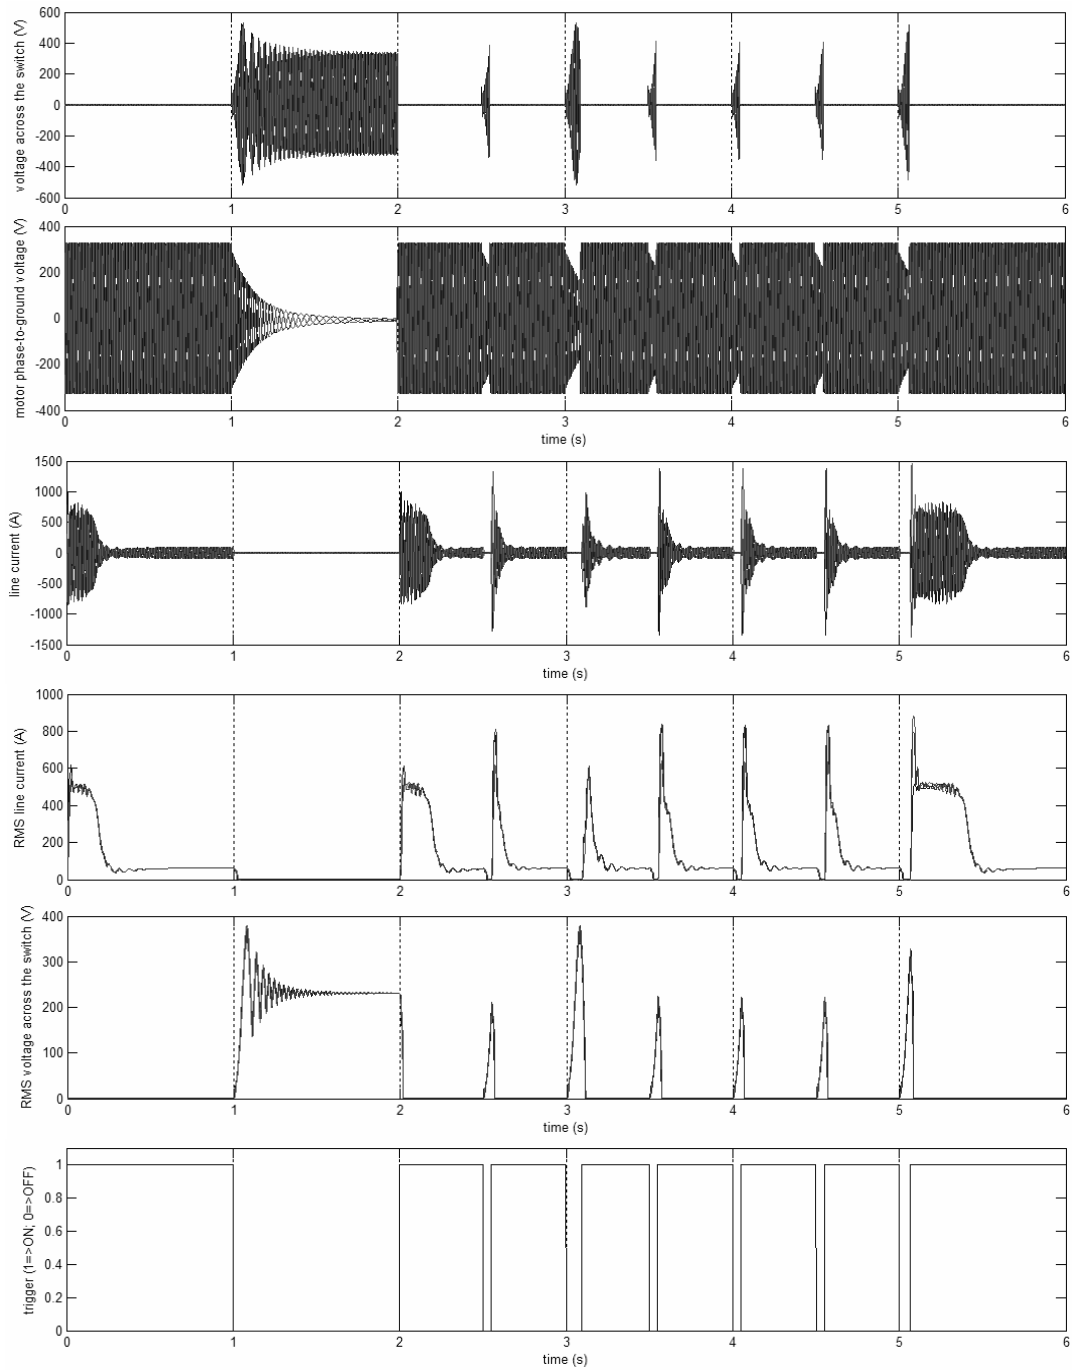 voltage across the switch (V)
600
400
200
0
-200
-400
-600
0 1 2 3 4 5 6
motor phase-to-ground voltage (V)
400
200
0
-200
-400
0 1 2 3 4 5 6
time (s)
line current (A)
1500
1000
500
0
-500
-1000
-1500
0 1 2 3 4 5 6
time (s)
RMS line current (A)
1000
800
600
400
200
0
0 1 2 3 4 5 6
RMS voltage across the switch (V)
400
300
200
100
0
0 1 2 3 4 5 6
time (s)
trigger (1=>ON; 0=>OFF)
1
0.8
0.6
0.4
0.2
0
0 1 2 3 4 5 6
time (s)